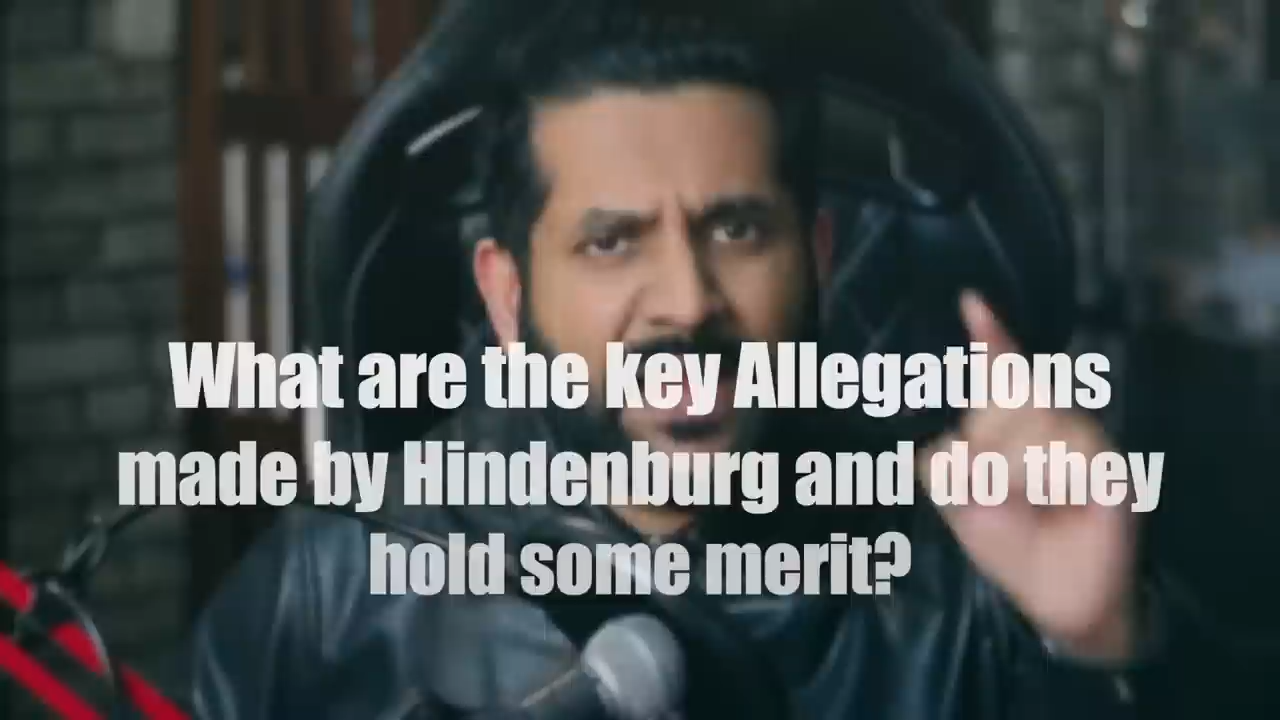 What are the key Allegations
made by Hindenburg and do they
hold some merit?